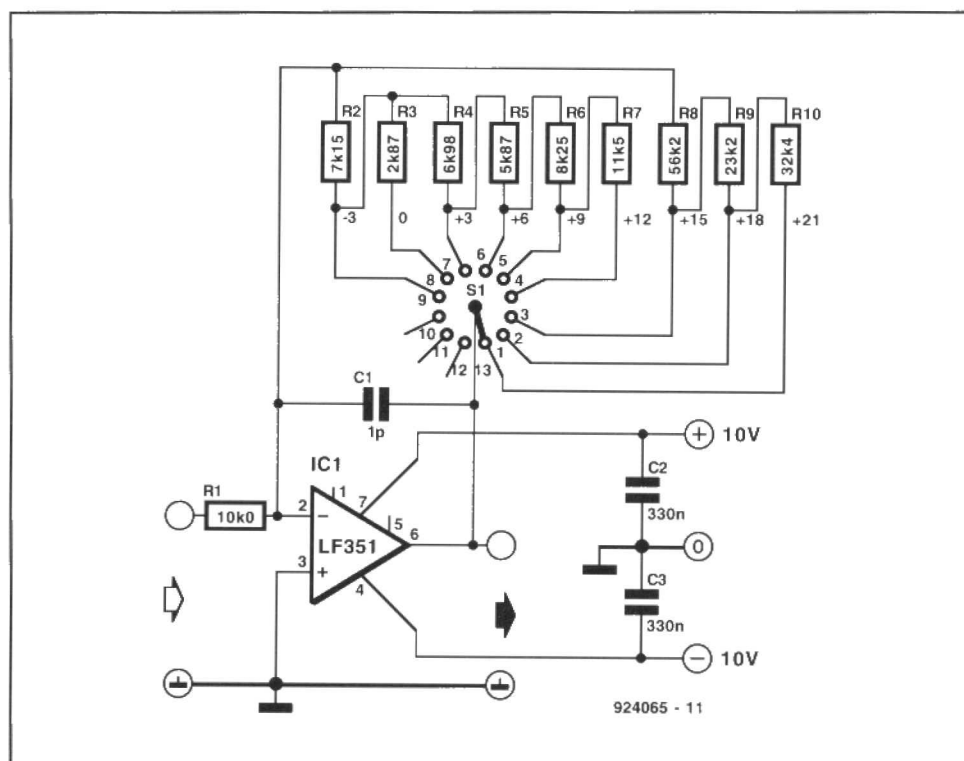 R2 R3 R4 R5 R6 R7 R8 R9 R10
7k15 2k87 6k98 5k87 8k25 11k5 56k2 23k2 32k4
-3 0 +3 +6 +9 +12 +15 +18 +21
6
7 5
8 S1 4
9 3
10 2
11 1
12 13
C1
1p
+ 10V
IC1
C2
R1 1 7
10k0 2 − 5 330n
LF351 6 0
3 + C3
4
330n
− 10V
924065 - 11